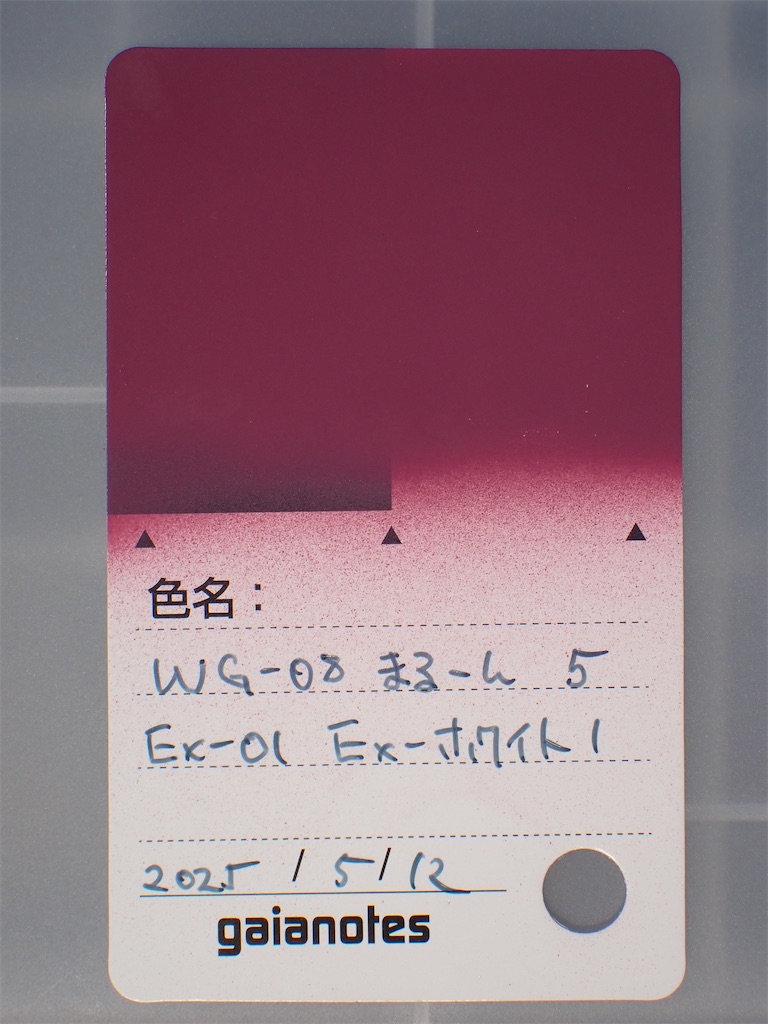 ▲ ▲ ▲
色名：
WG-08 まるーん 5
Ex-01 Ex-ホワイト 1
2025 / 5 / 12
gaianotes